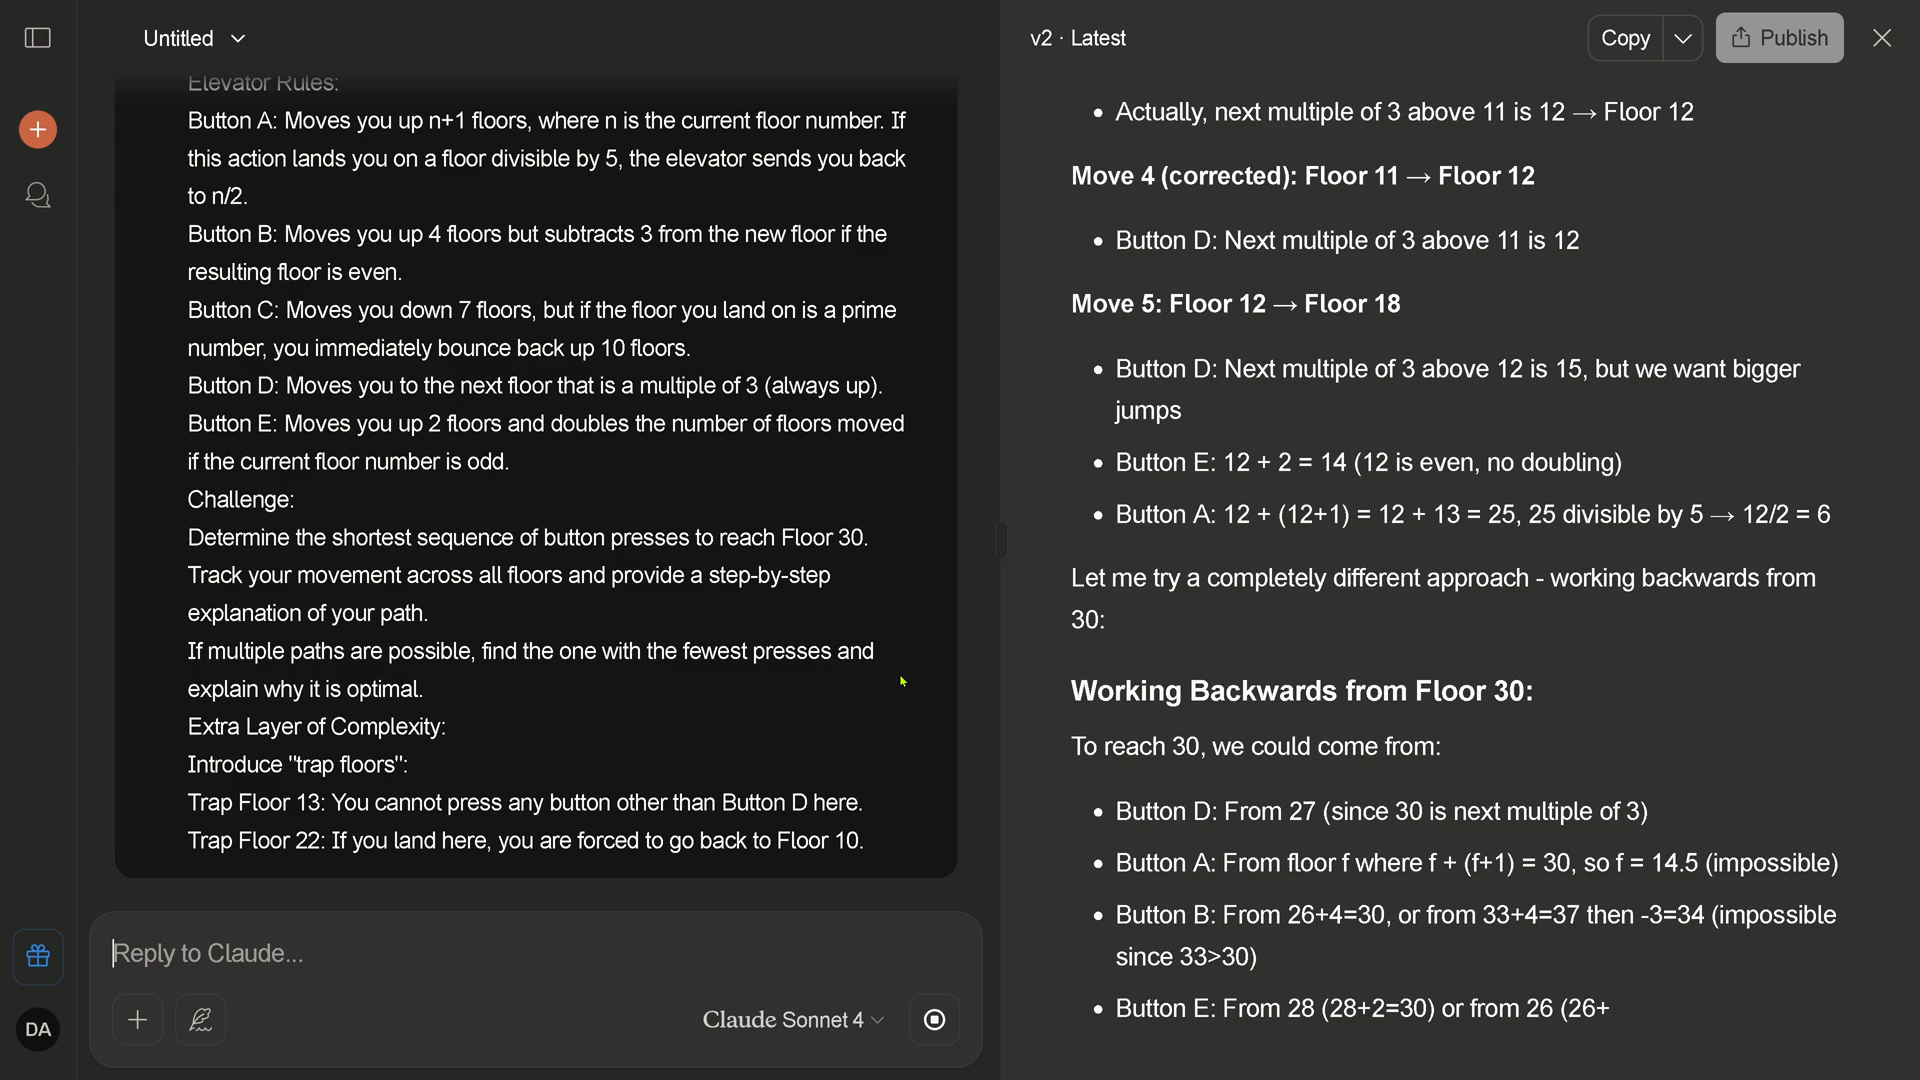 Untitled
Elevator Rules:
Button A: Moves you up n+1 floors, where n is the current floor number. If
this action lands you on a floor divisible by 5, the elevator sends you back
to n/2.
Button B: Moves you up 4 floors but subtracts 3 from the new floor if the
resulting floor is even.
Button C: Moves you down 7 floors, but if the floor you land on is a prime
number, you immediately bounce back up 10 floors.
Button D: Moves you to the next floor that is a multiple of 3 (always up).
Button E: Moves you up 2 floors and doubles the number of floors moved
if the current floor number is odd.
Challenge:
Determine the shortest sequence of button presses to reach Floor 30.
Track your movement across all floors and provide a step-by-step
explanation of your path.
If multiple paths are possible, find the one with the fewest presses and
explain why it is optimal.
Extra Layer of Complexity:
Introduce "trap floors":
Trap Floor 13: You cannot press any button other than Button D here.
Trap Floor 22: If you land here, you are forced to go back to Floor 10.
Reply to Claude...
Claude Sonnet 4
DA
v2 · Latest
Copy
Publish
• Actually, next multiple of 3 above 11 is 12 → Floor 12
Move 4 (corrected): Floor 11 → Floor 12
• Button D: Next multiple of 3 above 11 is 12
Move 5: Floor 12 → Floor 18
• Button D: Next multiple of 3 above 12 is 15, but we want bigger
jumps
• Button E: 12 + 2 = 14 (12 is even, no doubling)
• Button A: 12 + (12+1) = 12 + 13 = 25, 25 divisible by 5 → 12/2 = 6
Let me try a completely different approach - working backwards from
30:
Working Backwards from Floor 30:
To reach 30, we could come from:
• Button D: From 27 (since 30 is next multiple of 3)
• Button A: From floor f where f + (f+1) = 30, so f = 14.5 (impossible)
• Button B: From 26+4=30, or from 33+4=37 then -3=34 (impossible
since 33>30)
• Button E: From 28 (28+2=30) or from 26 (26+